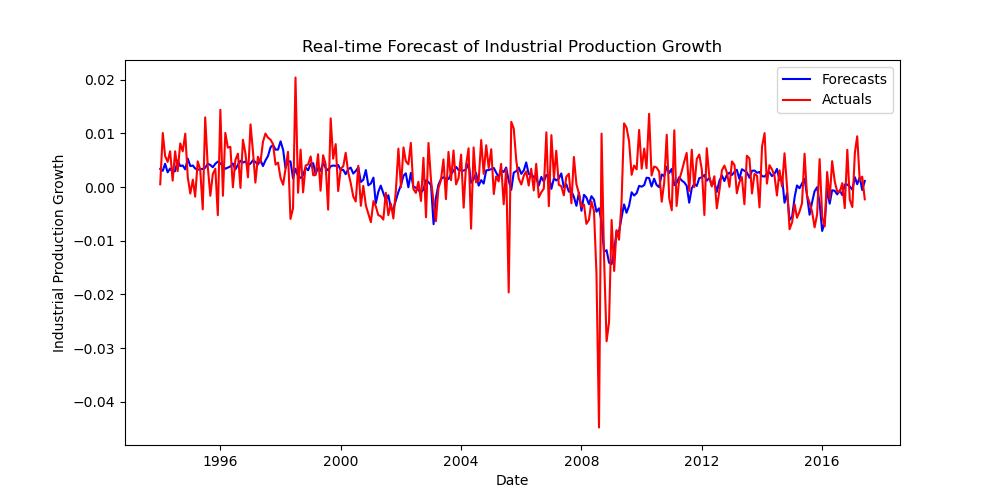 Real-time Forecast of Industrial Production Growth
Forecasts
Actuals
Industrial Production Growth
0.02
0.01
0.00
−0.01
−0.02
−0.03
−0.04
1996
2000
2004
2008
2012
2016
Date